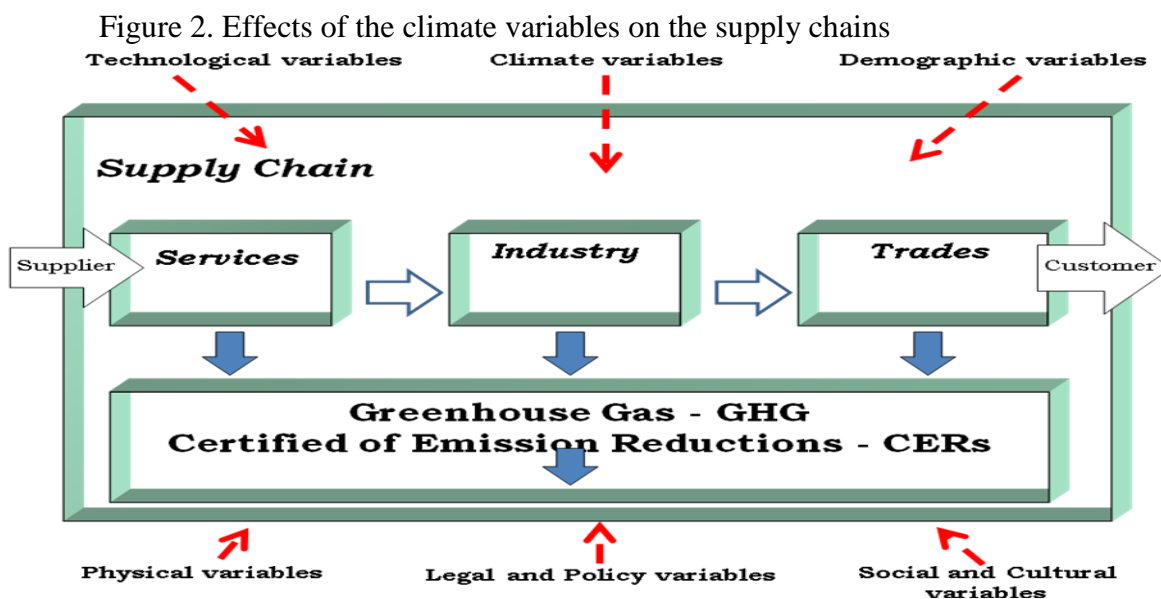 Figure 2. Effects of the climate variables on the supply chains
Technological variables
Climate variables
Demographic variables
Supply Chain
Supplier
Services
Industry
Trades
Customer
Greenhouse Gas - GHG
Certified of Emission Reductions - CERs
Physical variables
Legal and Policy variables
Social and Cultural
variables